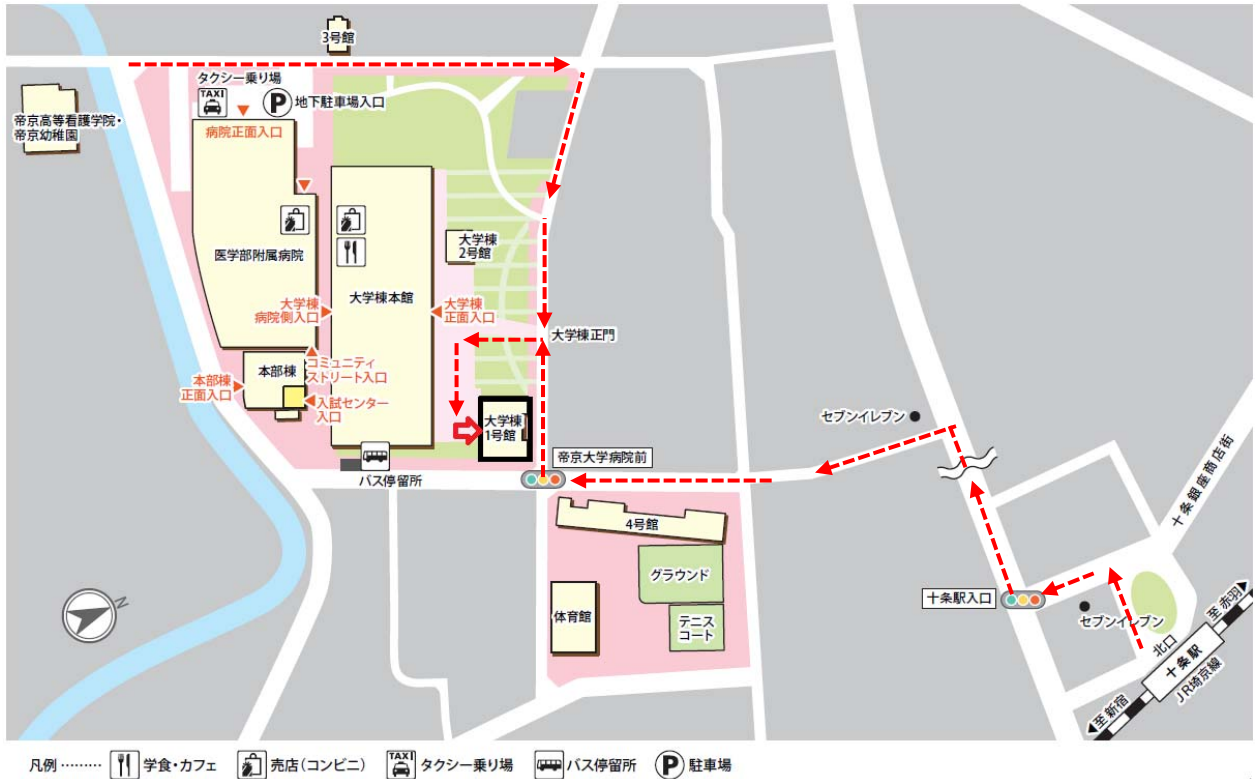 3号館
タクシー乗り場
TAXI
P
地下駐車場入口
帝京高等看護学院・
帝京幼稚園
病院正面入口
医学部附属病院
大学棟
2号館
大学棟
病院側入口
大学棟本館
大学棟
正面入口
大学棟正門
コミュニティ
ストリート入口
本部棟
本部棟
正面入口
入試センター
入口
大学棟
1号館
セブンイレブン
帝京大学病院前
バス停留所
十条銀座商店街
4号館
グラウンド
体育館
テニス
コート
十条駅入口
セブンイレブン
N
北口
至赤羽
十条駅
JR埼京線
至新宿
凡例………
学食・カフェ
売店(コンビニ)
TAXI
タクシー乗り場
バス停留所
P
駐車場